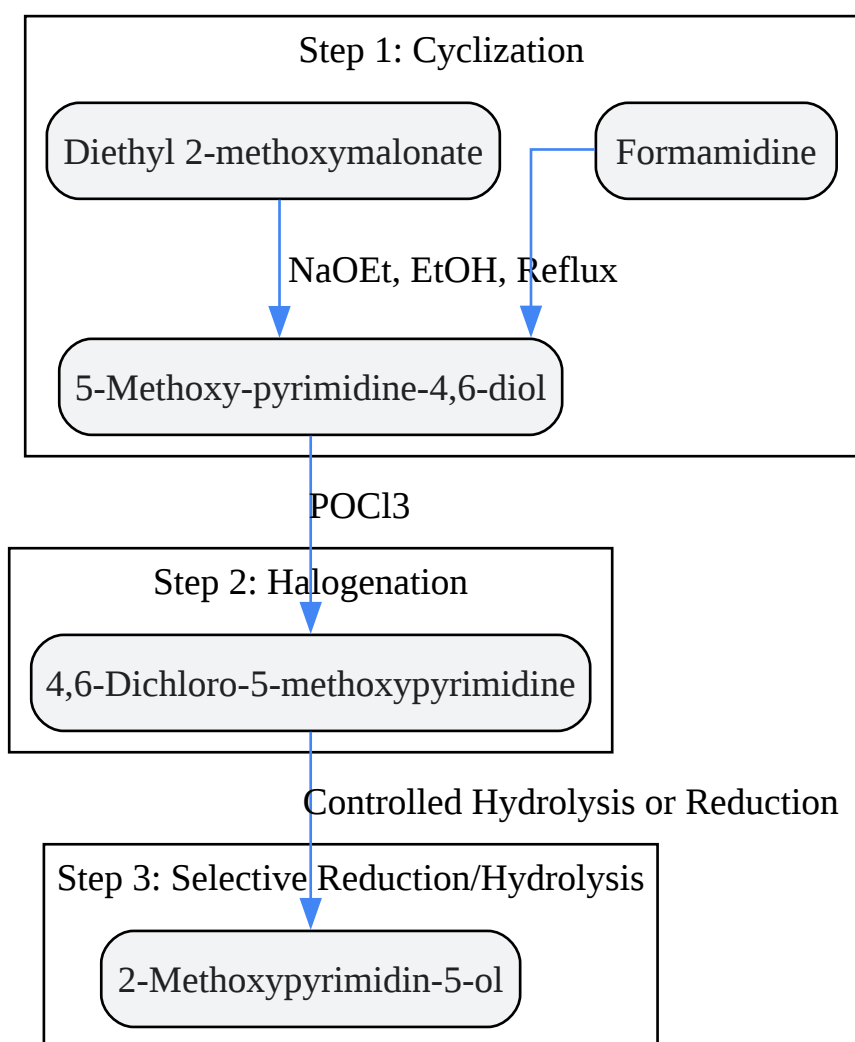 Step 1: Cyclization
Diethyl 2-methoxymalonate
Formamidine
NaOEt, EtOH, Reflux
5-Methoxy-pyrimidine-4,6-diol
POCl3
Step 2: Halogenation
4,6-Dichloro-5-methoxypyrimidine
Controlled Hydrolysis or Reduction
Step 3: Selective Reduction/Hydrolysis
2-Methoxypyrimidin-5-ol